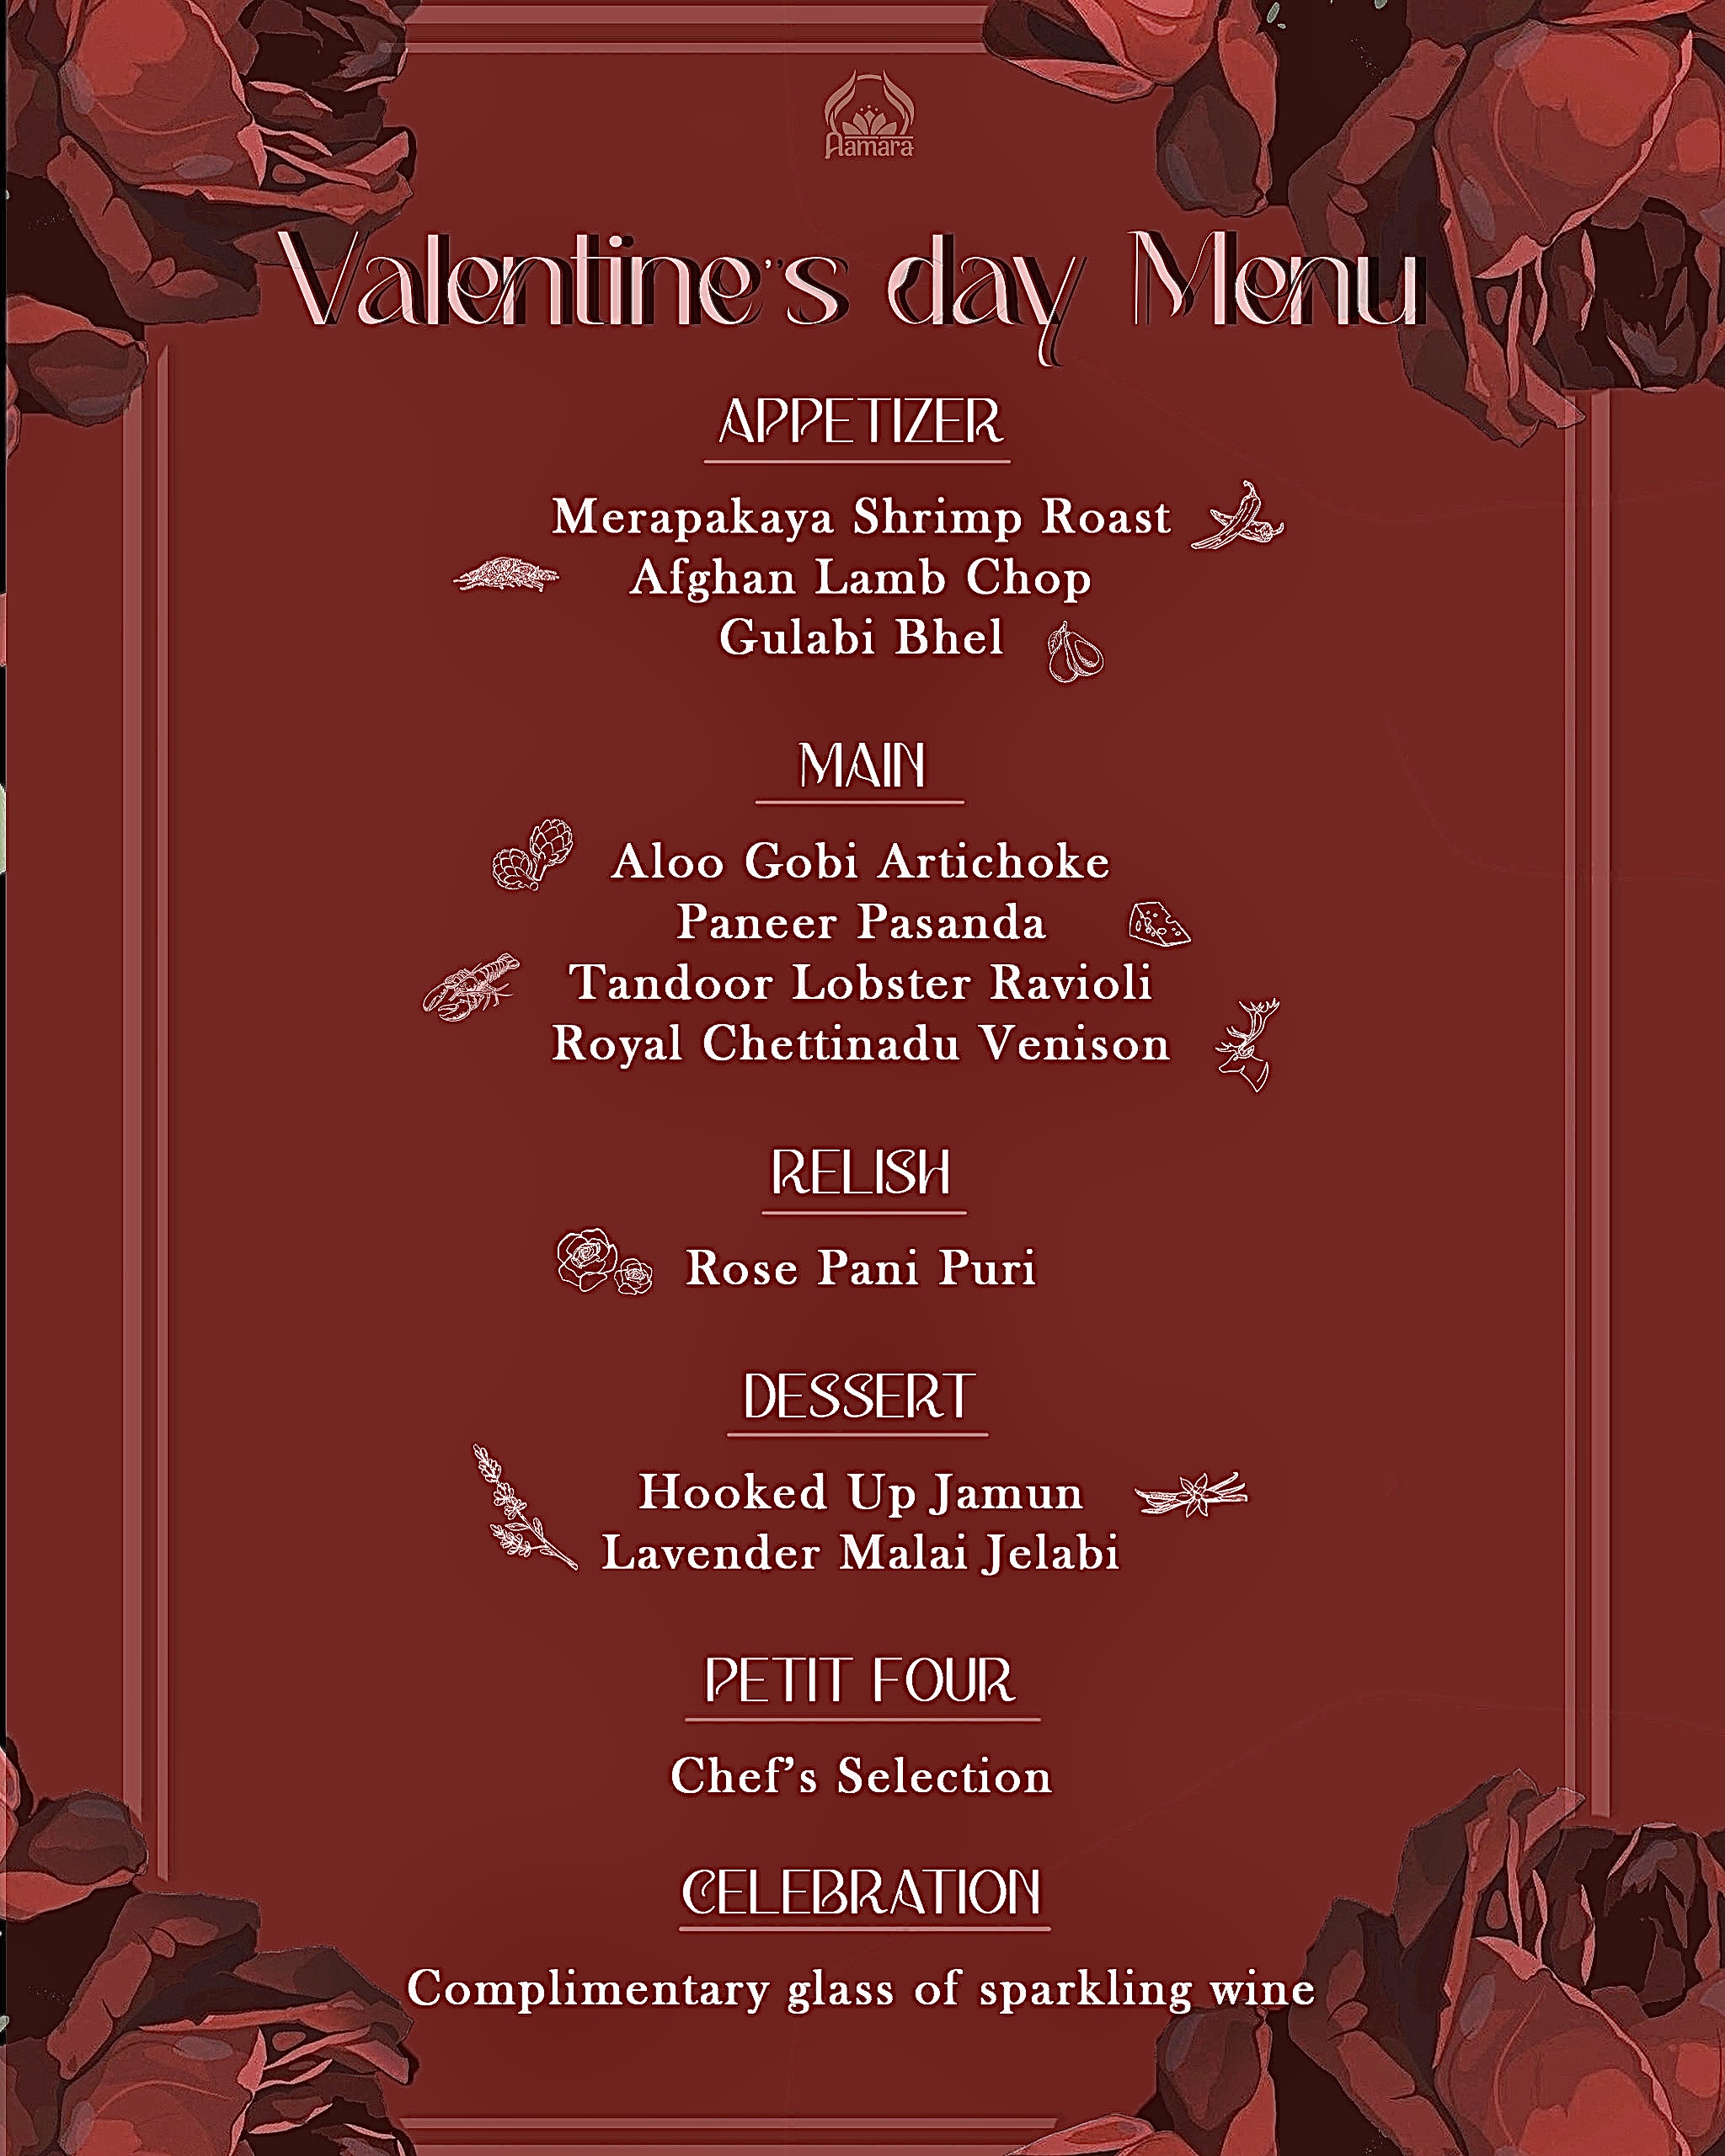 Aamara
Valentine's day Menu
APPETIZER
Merapakaya Shrimp Roast
Afghan Lamb Chop
Gulabi Bhel
MAIN
Aloo Gobi Artichoke
Paneer Pasanda
Tandoor Lobster Ravioli
Royal Chettinadu Venison
RELISH
Rose Pani Puri
DESSERT
Hooked Up Jamun
Lavender Malai Jelabi
PETIT FOUR
Chef's Selection
CELEBRATION
Complimentary glass of sparkling wine